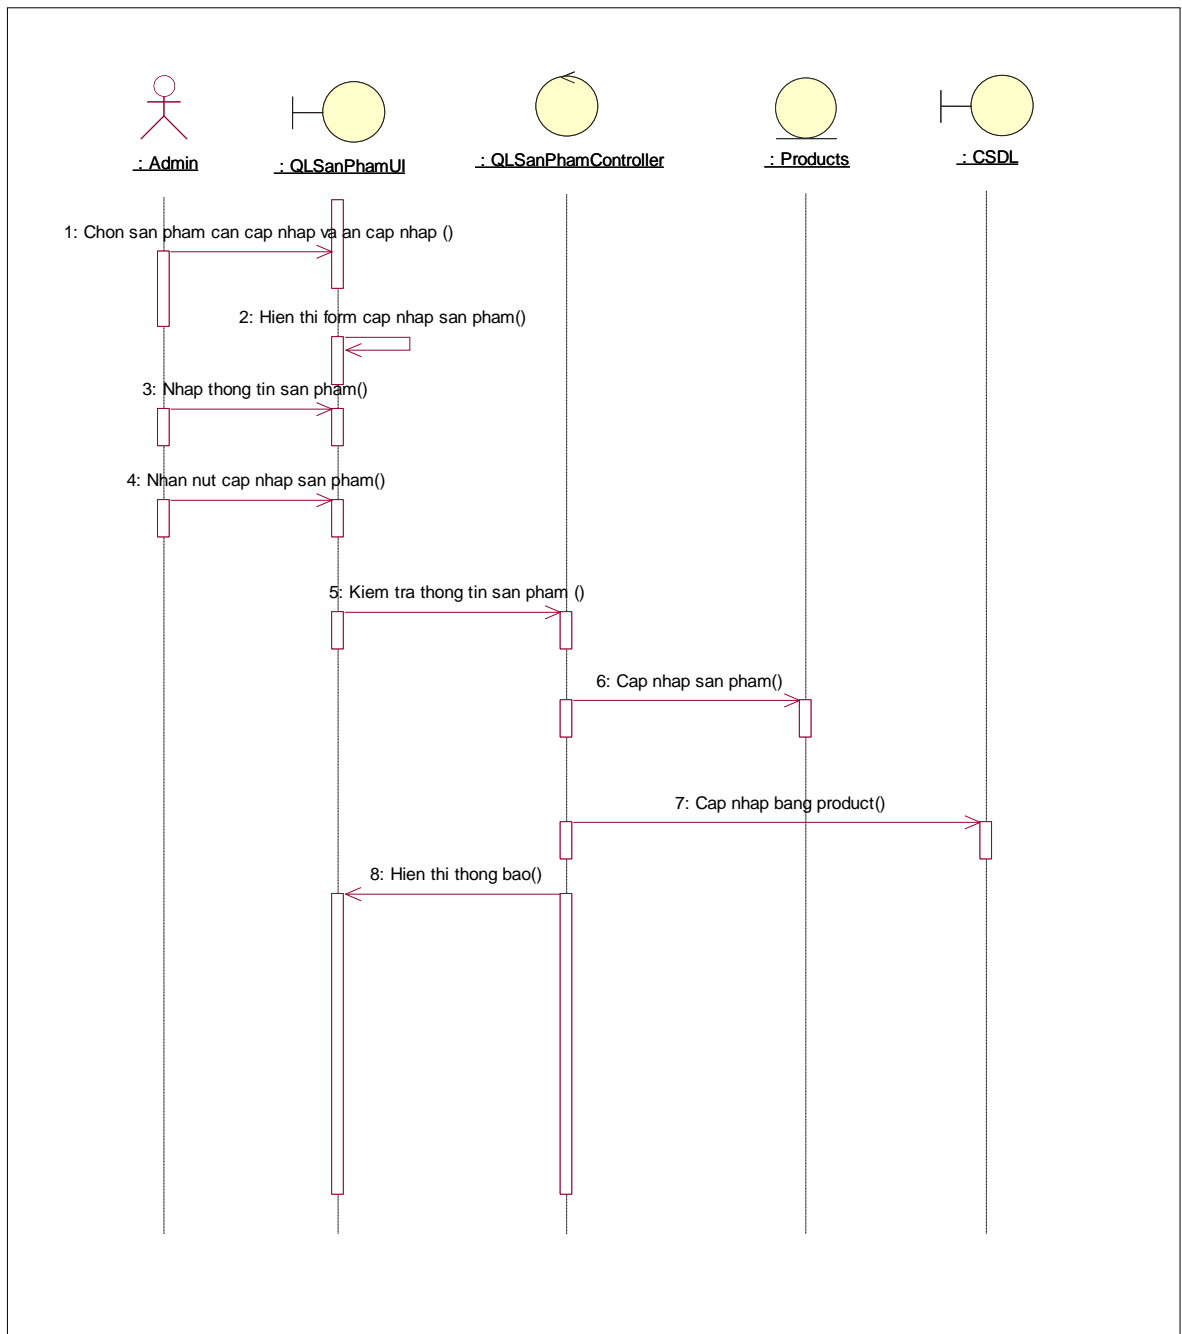 : Admin
: QLSanPhamUI
: QLSanPhamController
: Products
: CSDL
1: Chon san pham can cap nhap va an cap nhap ()
2: Hien thi form cap nhap san pham()
3: Nhap thong tin san pham()
4: Nhan nut cap nhap san pham()
5: Kiem tra thong tin san pham ()
6: Cap nhap san pham()
7: Cap nhap bang product()
8: Hien thi thong bao()